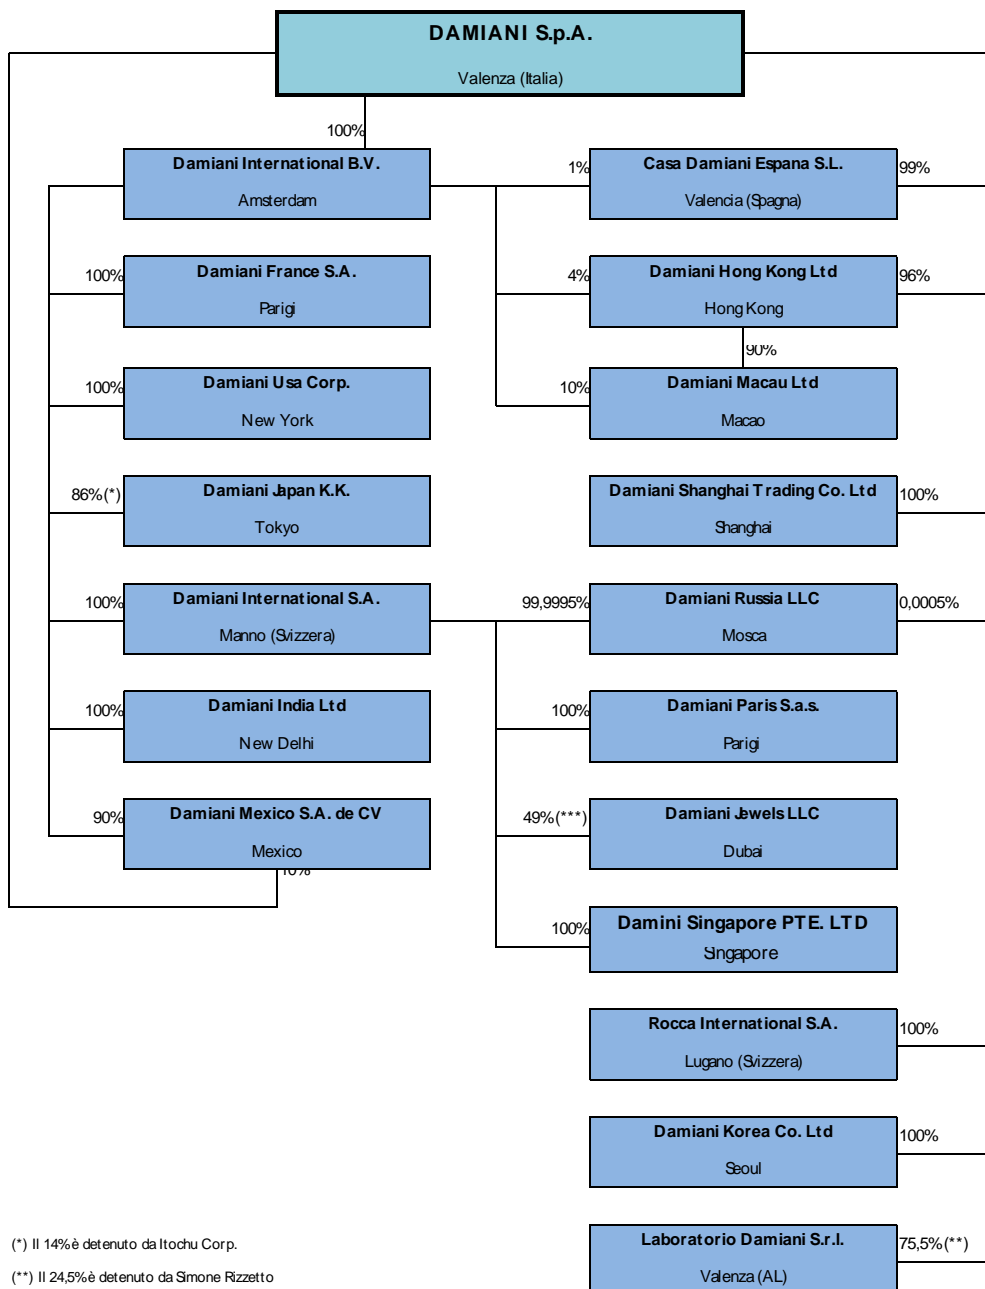 DAMIANI S.p.A.
Valenza (Italia)
100%
Damiani International B.V.
Amsterdam
1%
Casa Damiani Espana S.L.
Valencia (Spagna)
99%
100%
Damiani France S.A.
Parigi
4%
Damiani Hong Kong Ltd
Hong Kong
96%
90%
100%
Damiani Usa Corp.
New York
10%
Damiani Macau Ltd
Macao
86%(*)
Damiani Japan K.K.
Tokyo
Damiani Shanghai Trading Co. Ltd
Shanghai
100%
100%
Damiani International S.A.
Manno (Svizzera)
99,9995%
Damiani Russia LLC
Mosca
0,0005%
100%
Damiani India Ltd
New Delhi
100%
Damiani Paris S.a.s.
Parigi
90%
Damiani Mexico S.A. de CV
Mexico
10%
49%(***)
Damiani Jewels LLC
Dubai
100%
Damini Singapore PTE. LTD
Singapore
Rocca International S.A.
Lugano (Svizzera)
100%
Damiani Korea Co. Ltd
Seoul
100%
Laboratorio Damiani S.r.l.
Valenza (AL)
75,5%(**)
(*) Il 14% è detenuto da Itochu Corp.
(**) Il 24,5% è detenuto da Simone Rizzetto